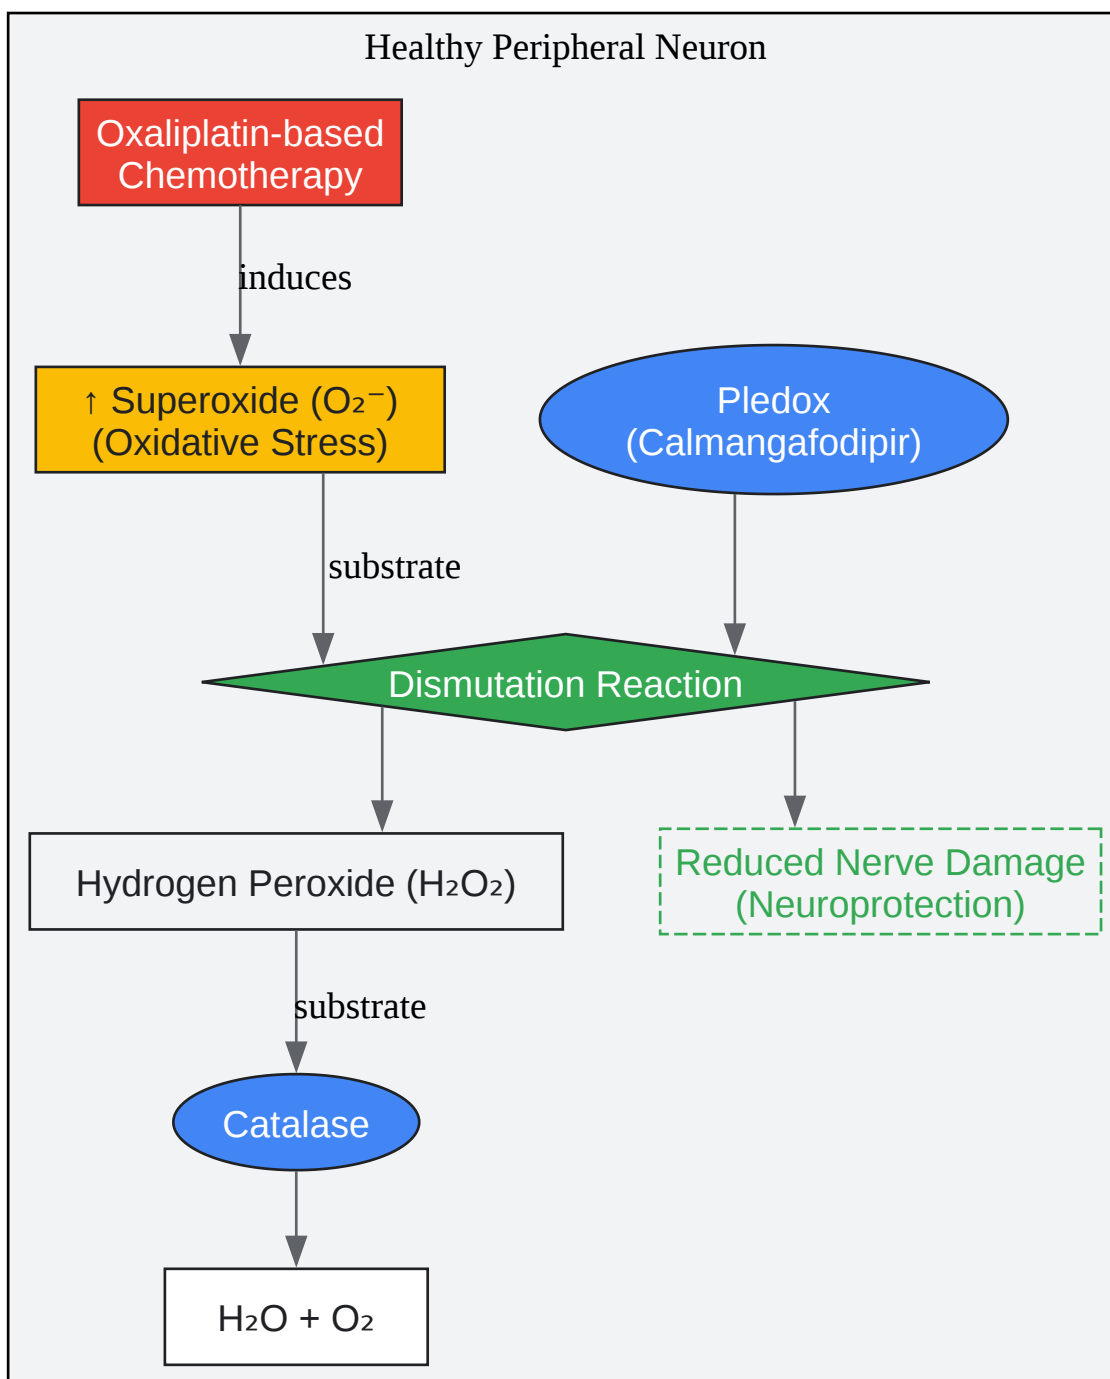 Healthy Peripheral Neuron
Oxaliplatin-based
Chemotherapy
induces
↑ Superoxide (O₂⁻)
(Oxidative Stress)
Pledox
(Calmangafodipir)
substrate
Dismutation Reaction
Hydrogen Peroxide (H₂O₂)
Reduced Nerve Damage
(Neuroprotection)
substrate
Catalase
H₂O + O₂